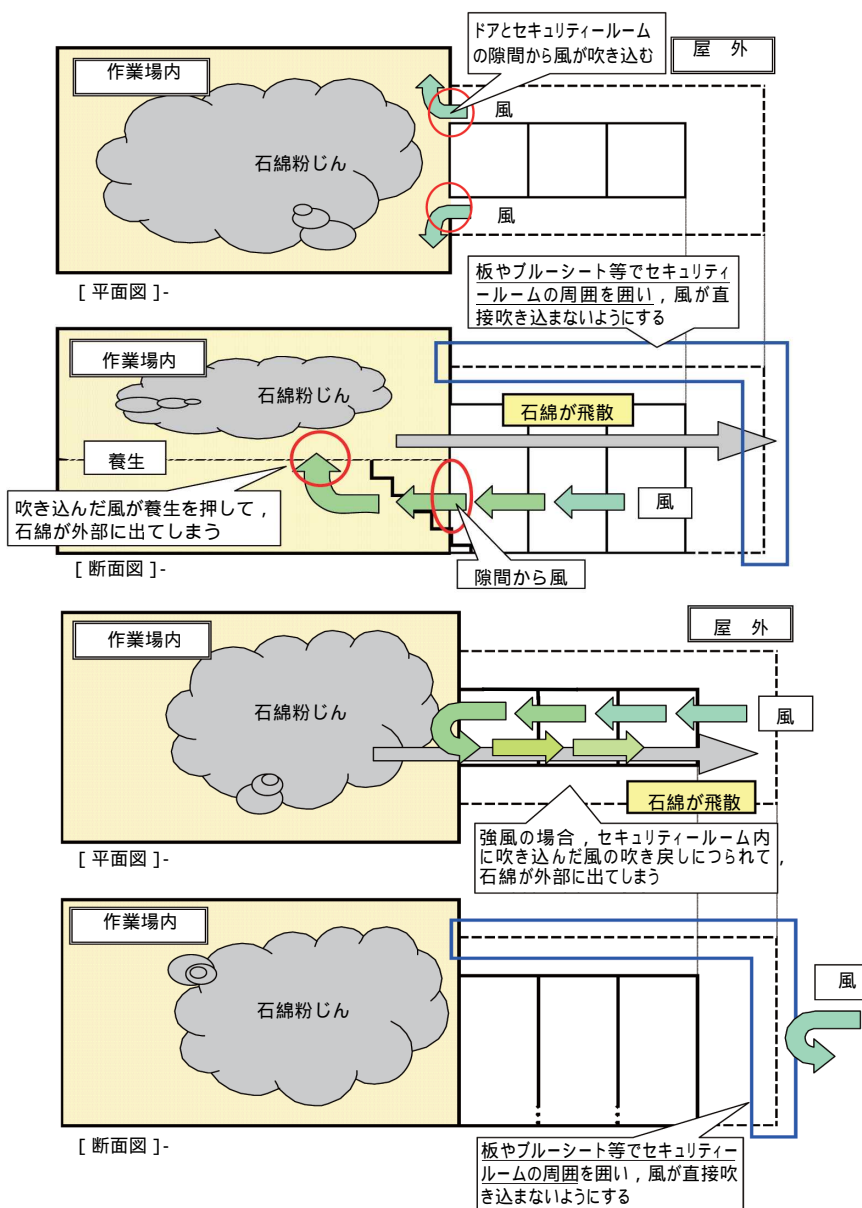 ドアとセキュリティールーム
の隙間から風が吹き込む
屋 外
作業場内
風
石綿粉じん
風
[ 平面図 ]-
板やブルーシート等でセキュリティ
ールームの周囲を囲い，風が直
接吹き込まないようにする
作業場内
石綿粉じん
石綿が飛散
養生
吹き込んだ風が養生を押して，
石綿が外部に出てしまう
風
[ 断面図 ]-
隙間から風
作業場内
屋 外
石綿粉じん
風
石綿が飛散
強風の場合，セキュリティールーム内
に吹き込んだ風の吹き戻しにつられて，
石綿が外部に出てしまう
[ 平面図 ]-
作業場内
風
石綿粉じん
[ 断面図 ]-
板やブルーシート等でセキュリティー
ルームの周囲を囲い，風が直接吹
き込まないようにする